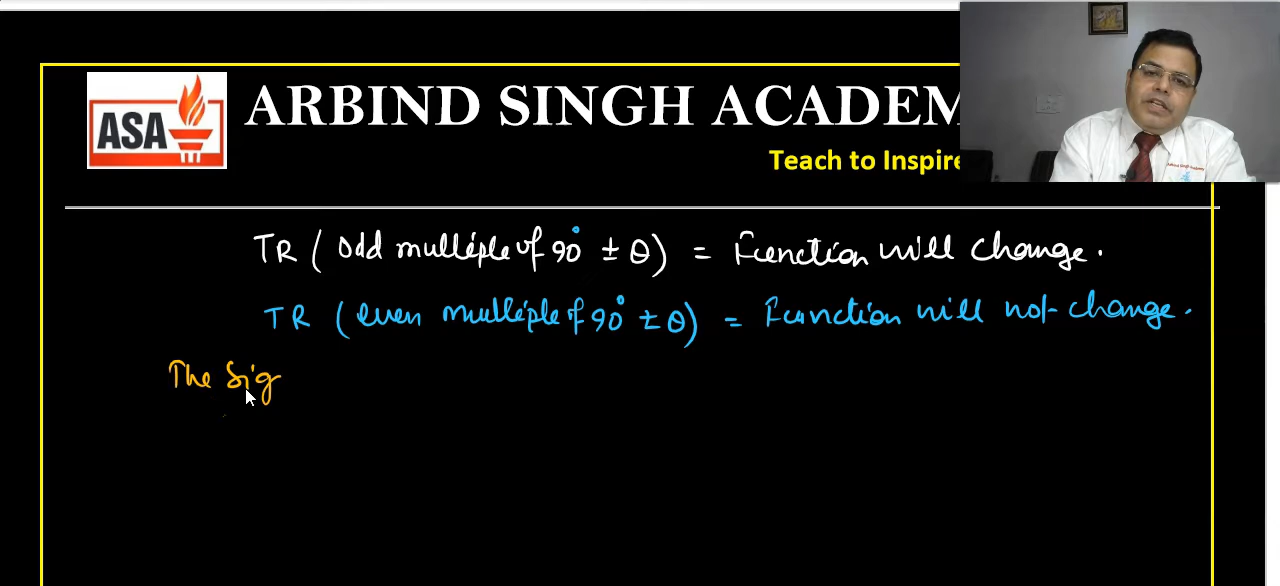 ASA
ARBIND SINGH ACADEM
Teach to Inspire
TR ( odd multiple of 90° ± θ ) = Function will change.
TR ( even multiple of 90° ± θ ) = Function will not change.
The Sig